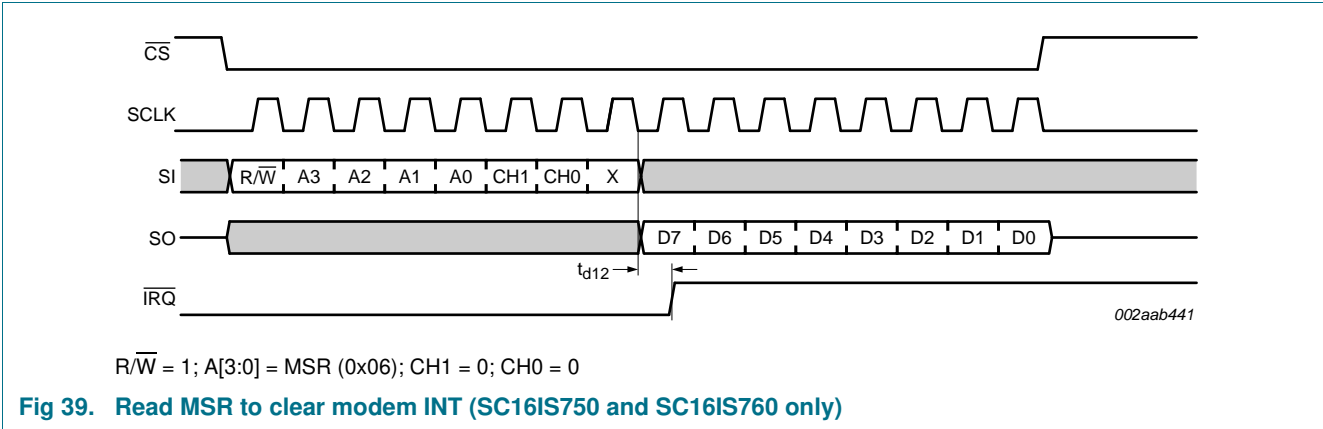 CS
SCLK
SI R/W A3 A2 A1 A0 CH1 CH0 X
SO D7 D6 D5 D4 D3 D2 D1 D0
td12
IRQ
002aab441
R/W = 1; A[3:0] = MSR (0x06); CH1 = 0; CH0 = 0
Fig 39. Read MSR to clear modem INT (SC16IS750 and SC16IS760 only)